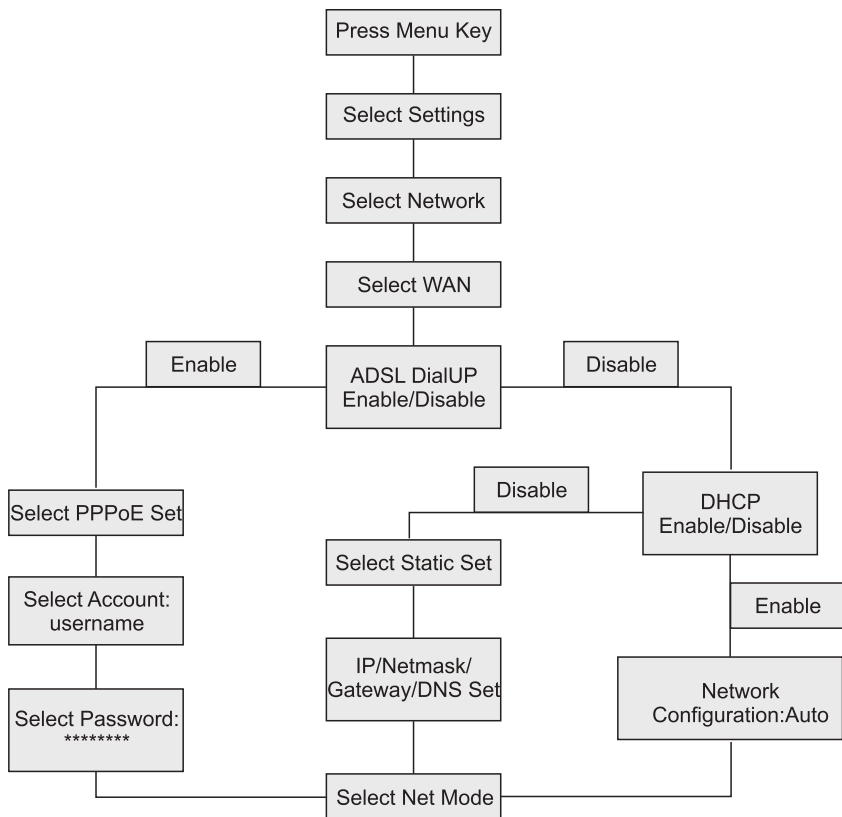 Press Menu Key
Select Settings
Select Network
Select WAN
Enable
ADSL DialUP
Enable/Disable
Disable
Select PPPoE Set
Select Account:
username
Select Password:
********
Disable
Select Static Set
IP/Netmask/
Gateway/DNS Set
DHCP
Enable/Disable
Enable
Network
Configuration:Auto
Select Net Mode